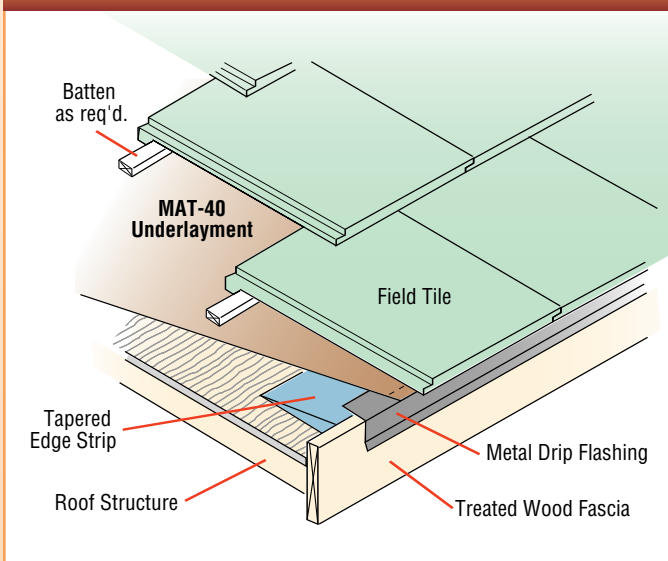 Batten
as req'd.
MAT-40
Underlayment
Field Tile
Tapered
Edge Strip
Metal Drip Flashing
Roof Structure
Treated Wood Fascia